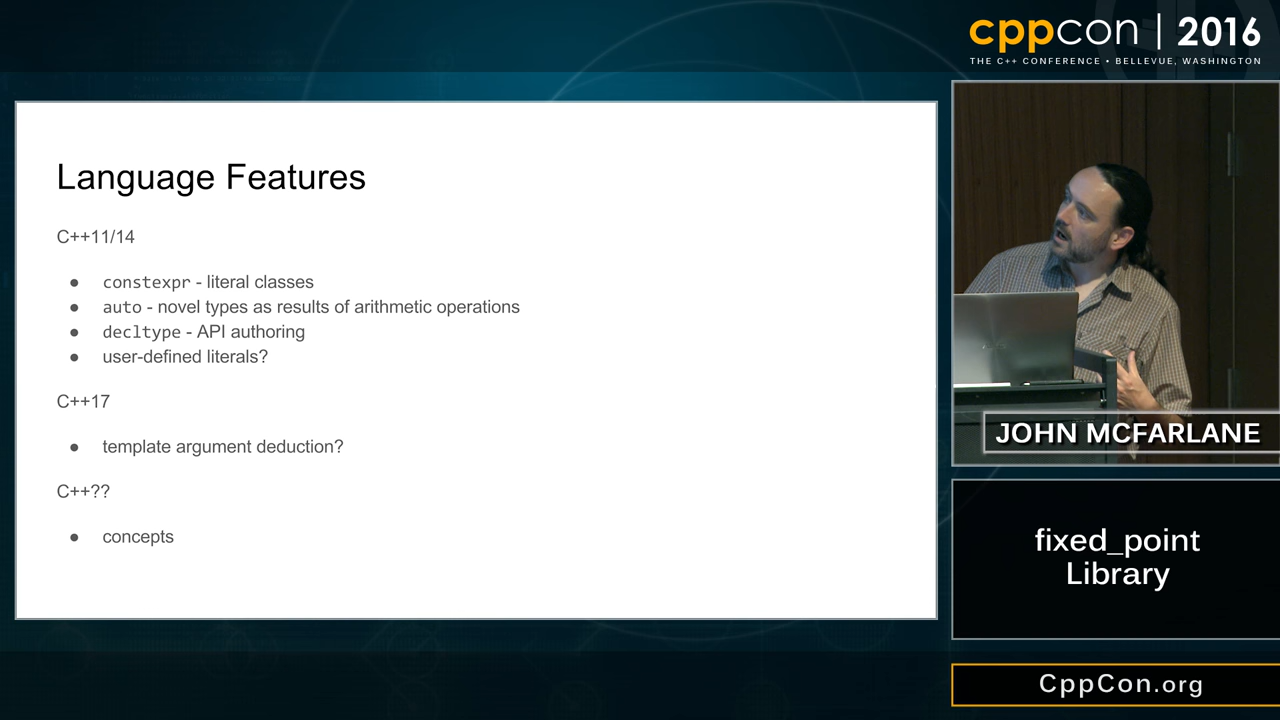 cppcon | 2016
THE C++ CONFERENCE • BELLEVUE, WASHINGTON
Language Features
C++11/14
● constexpr - literal classes
● auto - novel types as results of arithmetic operations
● decltype - API authoring
● user-defined literals?
C++17
● template argument deduction?
C++??
● concepts
JOHN MCFARLANE
fixed_point
Library
CppCon.org